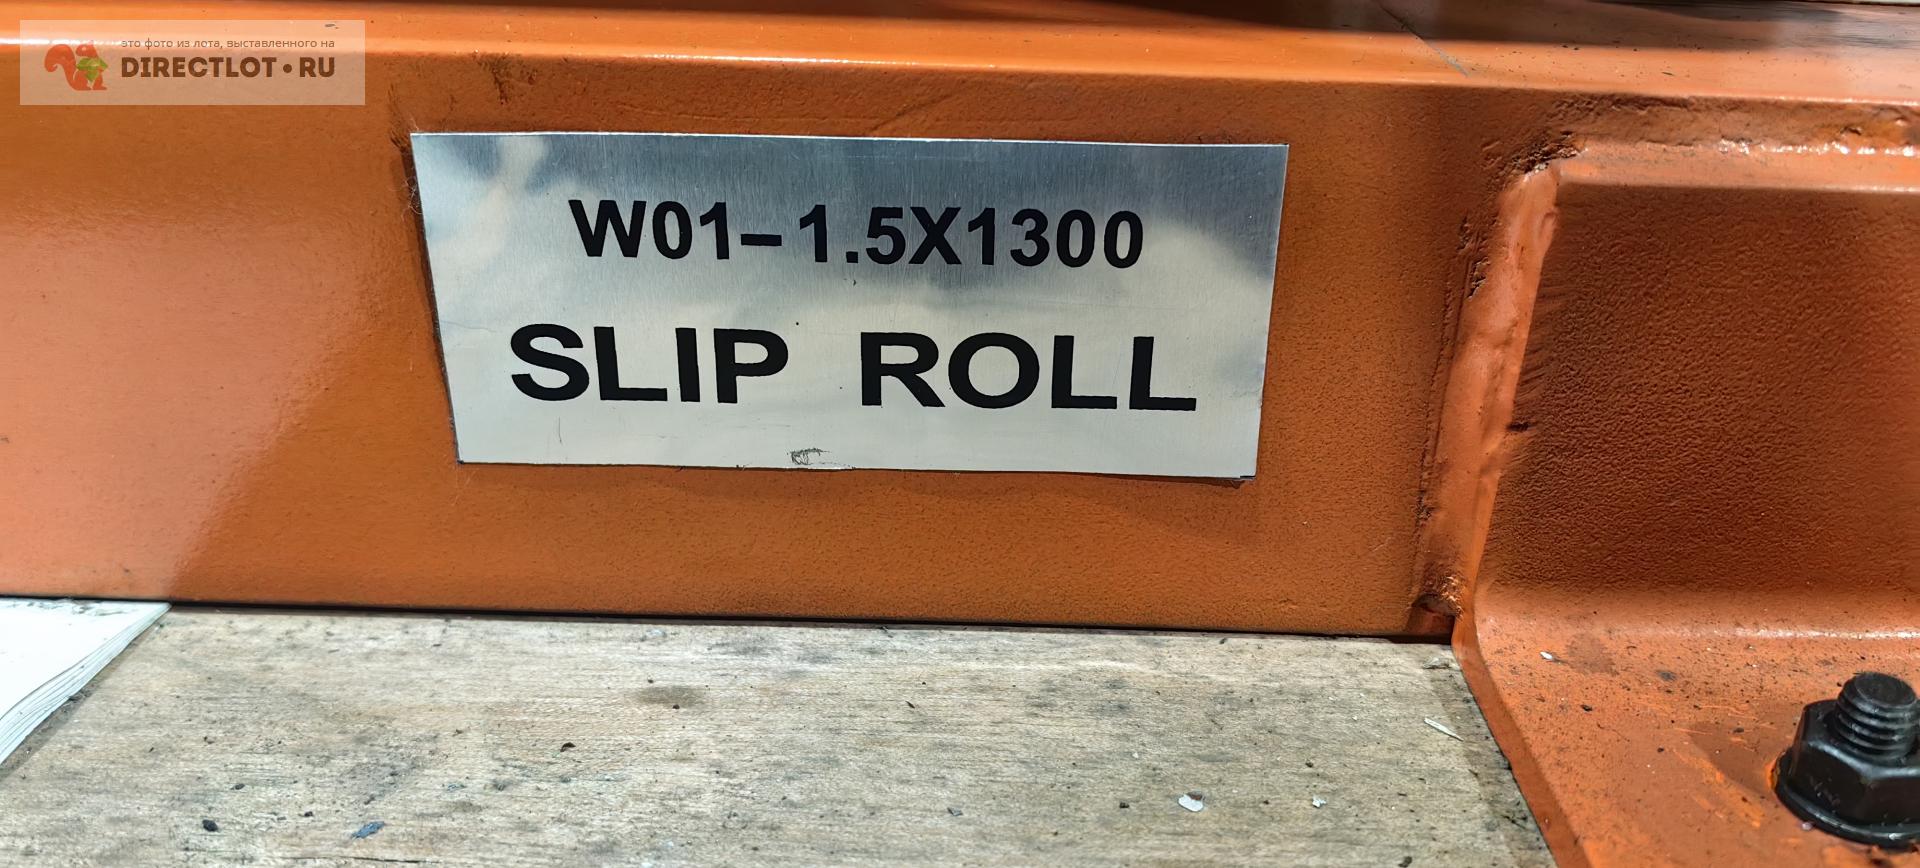 это фото из лота, выставленного на
DIRECTLOT•RU
W01-1.5X1300
SLIP ROLL